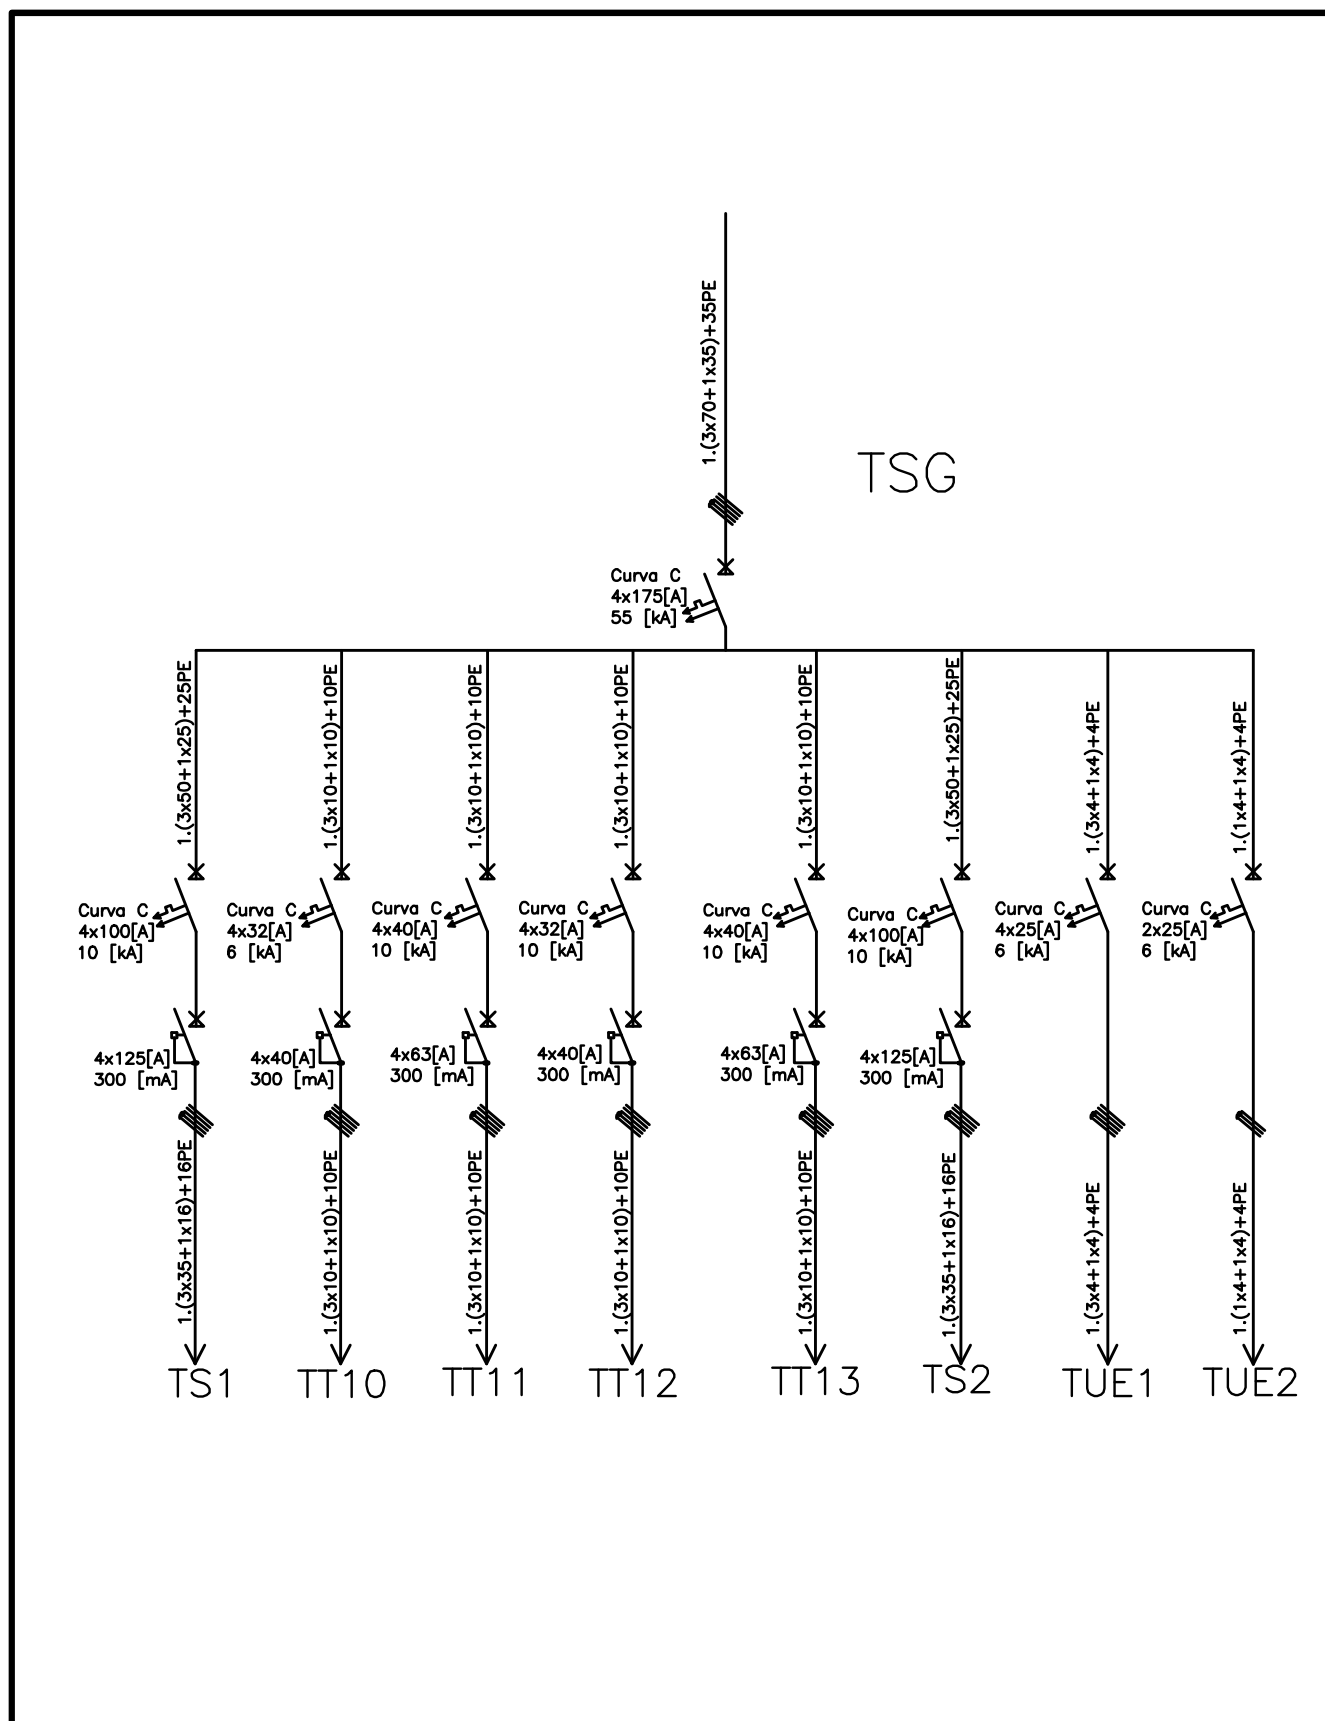 1.(3x70+1x35)+35PE
TSG
Curva C
4x175[A]
55 [kA]
1.(3x50+1x25)+25PE
1.(3x10+1x10)+10PE
1.(3x10+1x10)+10PE
1.(3x10+1x10)+10PE
1.(3x10+1x10)+10PE
1.(3x50+1x25)+25PE
1.(3x4+1x4)+4PE
1.(1x4+1x4)+4PE
Curva C
4x100[A]
10 [kA]
Curva C
4x32[A]
6 [kA]
Curva C
4x40[A]
10 [kA]
Curva C
4x32[A]
10 [kA]
Curva C
4x40[A]
10 [kA]
Curva C
4x100[A]
10 [kA]
Curva C
4x25[A]
6 [kA]
Curva C
2x25[A]
6 [kA]
4x125[A]
300 [mA]
4x40[A]
300 [mA]
4x63[A]
300 [mA]
4x40[A]
300 [mA]
4x63[A]
300 [mA]
4x125[A]
300 [mA]
1.(3x35+1x16)+16PE
1.(3x10+1x10)+10PE
1.(3x10+1x10)+10PE
1.(3x10+1x10)+10PE
1.(3x10+1x10)+10PE
1.(3x35+1x16)+16PE
1.(3x4+1x4)+4PE
1.(1x4+1x4)+4PE
TS1
TT10
TT11
TT12
TT13
TS2
TUE1
TUE2